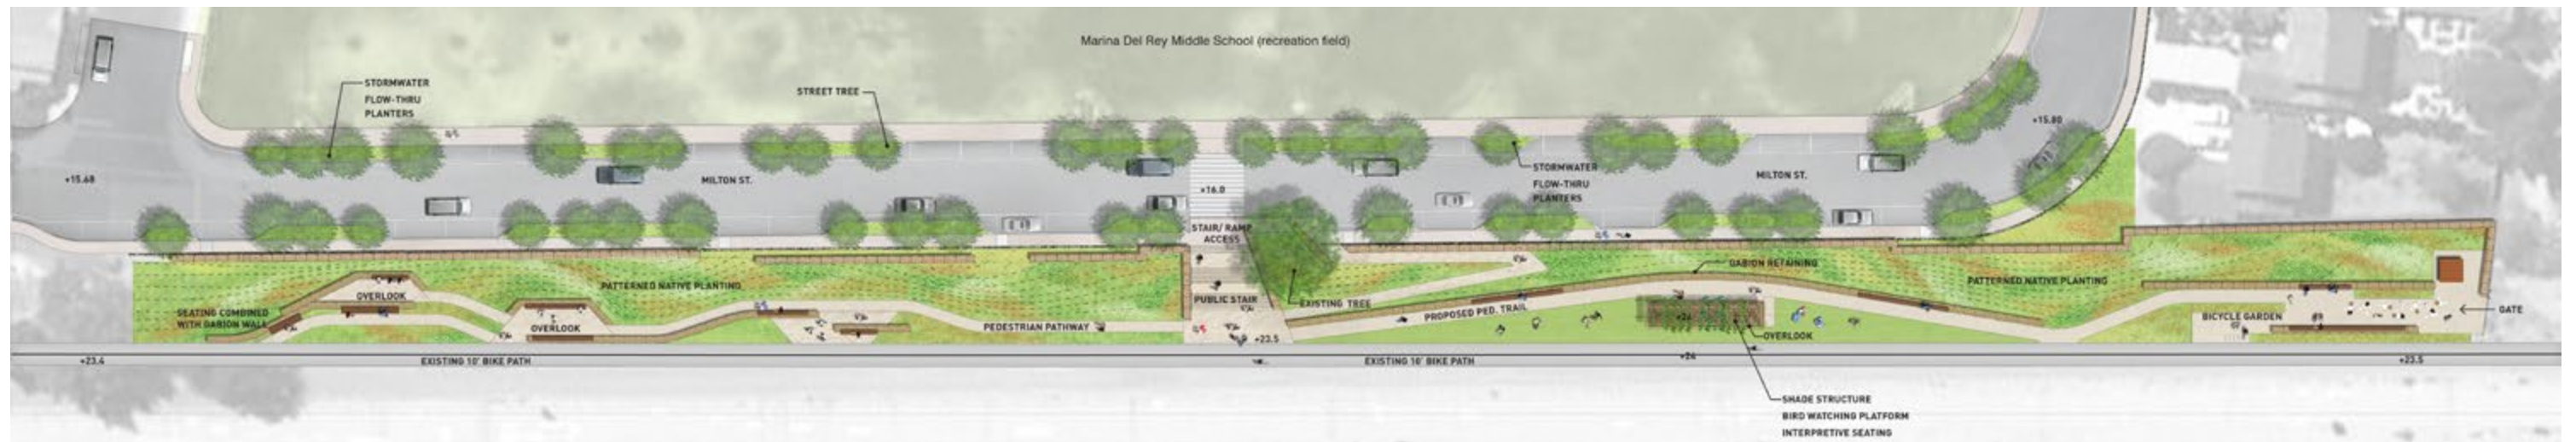 Marina Del Rey Middle School (recreation field)
STORMWATER
FLOW-THRU
PLANTERS
STREET TREE
+15.80
+15.68
MILTON ST.
+16.0
STORMWATER
FLOW-THRU
PLANTERS
MILTON ST.
STAIR/ RAMP
ACCESS
SEATING COMBINED
WITH GABION WALL
OVERLOOK
PATTERNED NATIVE PLANTING
OVERLOOK
PEDESTRIAN PATHWAY
PUBLIC STAIR
EXISTING TREE
GABION RETAINING
PROPOSED PED. TRAIL
+26
OVERLOOK
PATTERNED NATIVE PLANTING
BICYCLE GARDEN
GATE
+23.5
+23.4
EXISTING 10' BIKE PATH
EXISTING 10' BIKE PATH
+24
+23.5
SHADE STRUCTURE
BIRD WATCHING PLATFORM
INTERPRETIVE SEATING